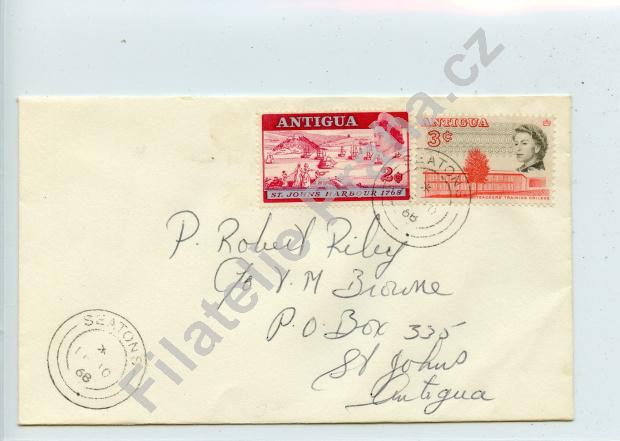 ANTIGUA
2¢
ST. JOHNS HARBOUR 1768
ANTIGUA
3¢
TEACHERS TRAINING COLLEGE
SEATONS
*
68
P. Robert Riley
c/o V. M Browne
P.O. Box 335
St Johns
Antigua
SEATONS
*
68
Filatelie Praha.cz